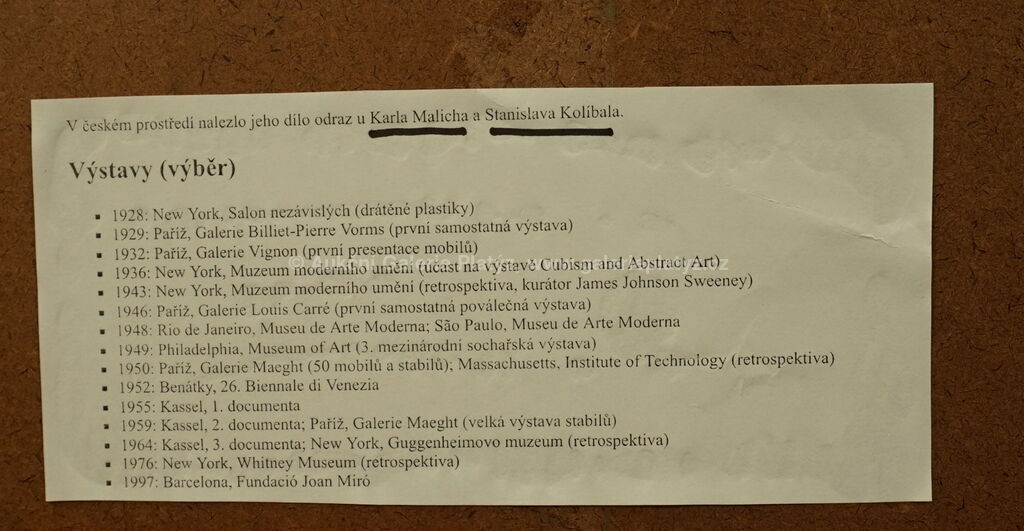 V českém prostředí nalezlo jeho dílo odraz u Karla Malicha a Stanislava Kolíbala.
Výstavy (výběr)
▪ 1928: New York, Salon nezávislých (drátěné plastiky)
▪ 1929: Paříž, Galerie Billiet-Pierre Vorms (první samostatná výstava)
▪ 1932: Paříž, Galerie Vignon (první presentace mobilů)
▪ 1936: New York, Muzeum moderního umění (účast na výstavě Cubism and Abstract Art)
▪ 1943: New York, Muzeum moderního umění (retrospektiva, kurátor James Johnson Sweeney)
▪ 1946: Paříž, Galerie Louis Carré (první samostatná poválečná výstava)
▪ 1948: Rio de Janeiro, Museu de Arte Moderna; São Paulo, Museu de Arte Moderna
▪ 1949: Philadelphia, Museum of Art (3. mezinárodní sochařská výstava)
▪ 1950: Paříž, Galerie Maeght (50 mobilů a stabilů); Massachusetts, Institute of Technology (retrospektiva)
▪ 1952: Benátky, 26. Biennale di Venezia
▪ 1955: Kassel, 1. documenta
▪ 1959: Kassel, 2. documenta; Paříž, Galerie Maeght (velká výstava stabilů)
▪ 1964: Kassel, 3. documenta; New York, Guggenheimovo muzeum (retrospektiva)
▪ 1976: New York, Whitney Museum (retrospektiva)
▪ 1997: Barcelona, Fundació Joan Miró